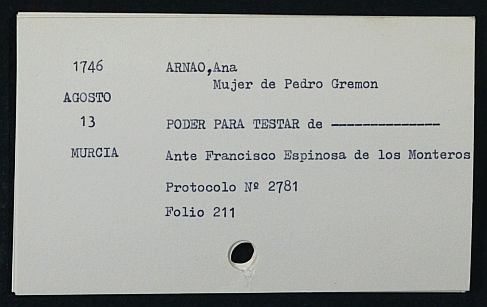 1746 ARNAO,Ana
Mujer de Pedro Gremon
AGOSTO
13 PODER PARA TESTAR de --------------
MURCIA Ante Francisco Espinosa de los Monteros
Protocolo Nº 2781
Folio 211